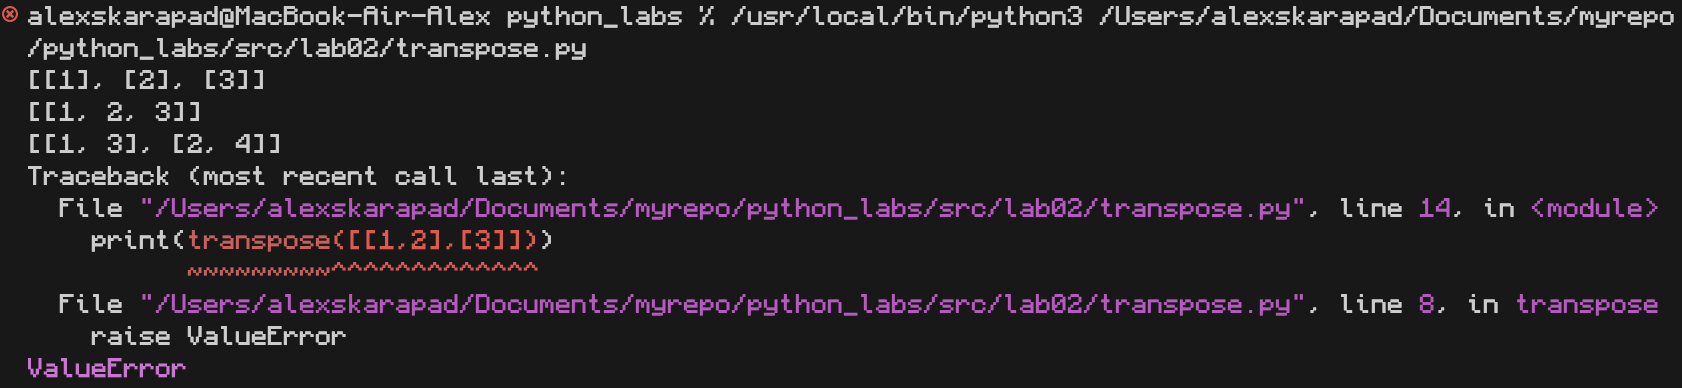 alexskarapad@MacBook-Air-Alex python_labs % /usr/local/bin/python3 /Users/alexskarapad/Documents/myrepo
/python_labs/src/lab02/transpose.py
[[1], [2], [3]]
[[1, 2, 3]]
[[1, 3], [2, 4]]
Traceback (most recent call last):
  File "/Users/alexskarapad/Documents/myrepo/python_labs/src/lab02/transpose.py", line 14, in <module>
    print(transpose([[1,2],[3]]))
          ~~~~~~~~~^^^^^^^^^^^^^
  File "/Users/alexskarapad/Documents/myrepo/python_labs/src/lab02/transpose.py", line 8, in transpose
    raise ValueError
ValueError